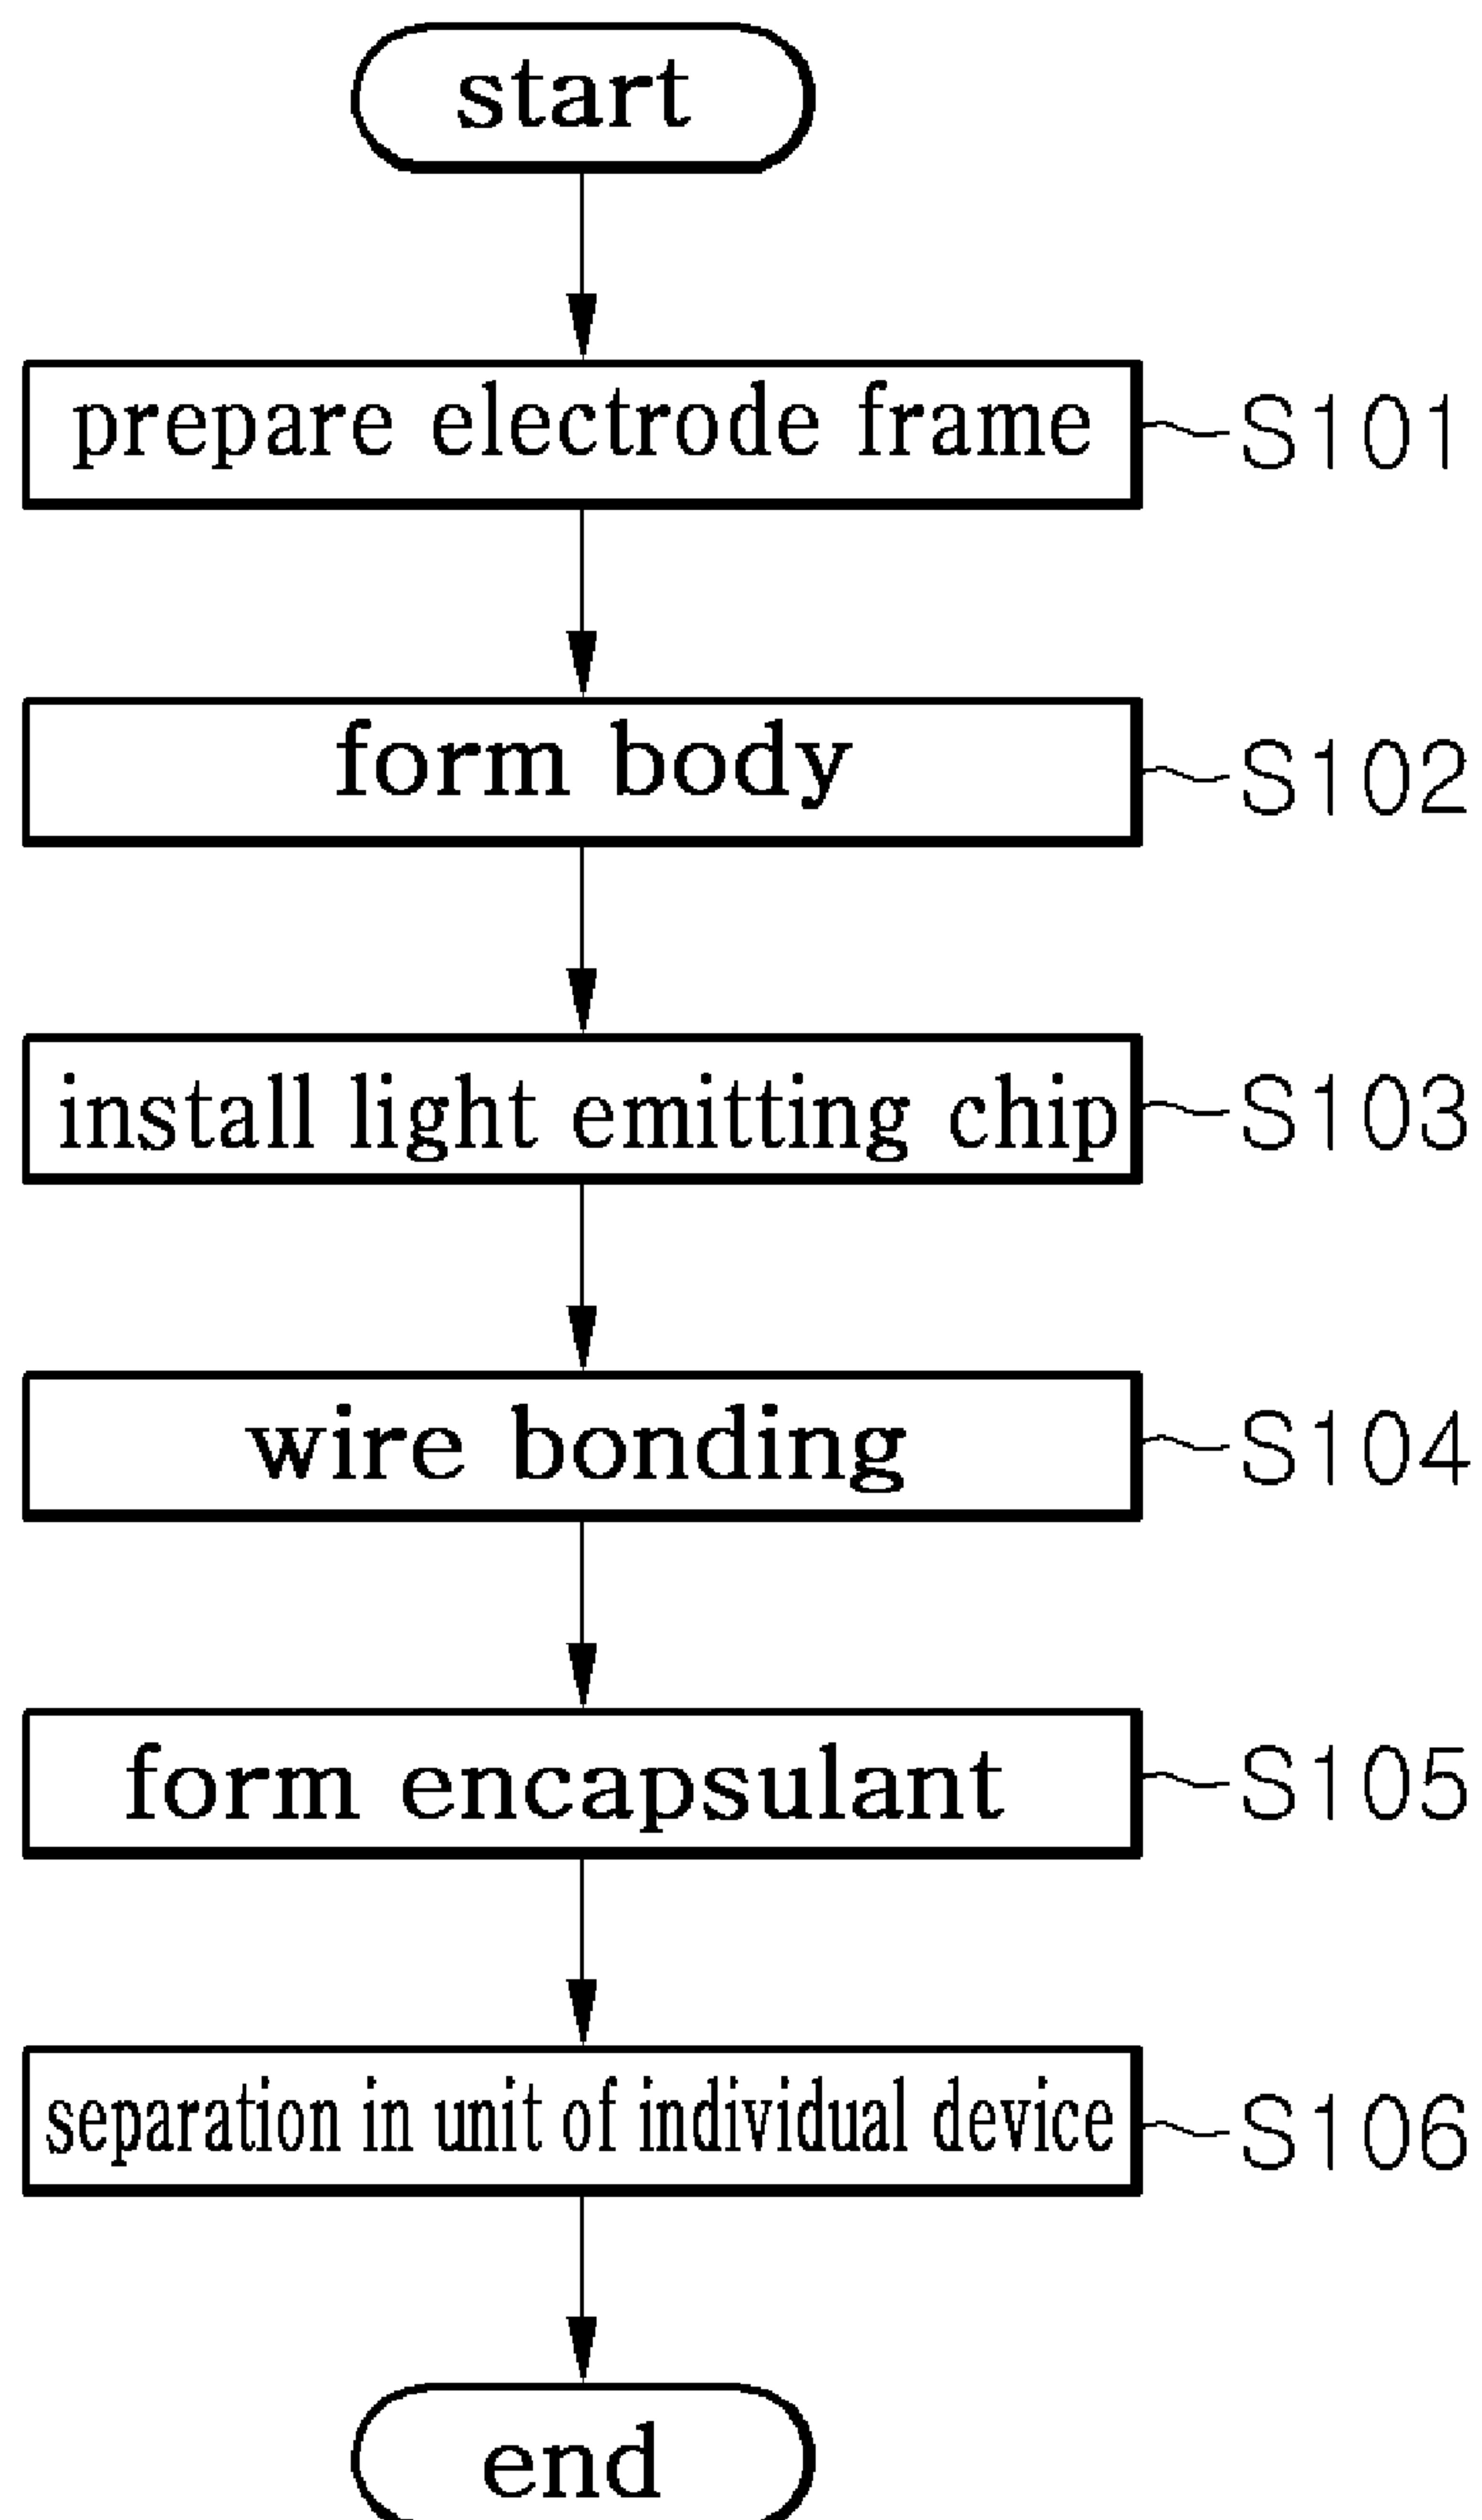 start
prepare electrode frame S101
form body S102
install light emitting chip S103
wire bonding S104
form encapsulant S105
separation in unit of individual device S106
end